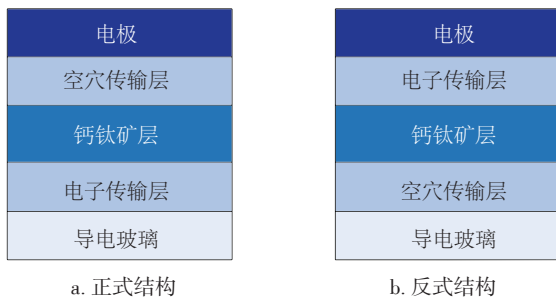 电极
空穴传输层
钙钛矿层
电子传输层
导电玻璃
a. 正式结构
电极
电子传输层
钙钛矿层
空穴传输层
导电玻璃
b. 反式结构